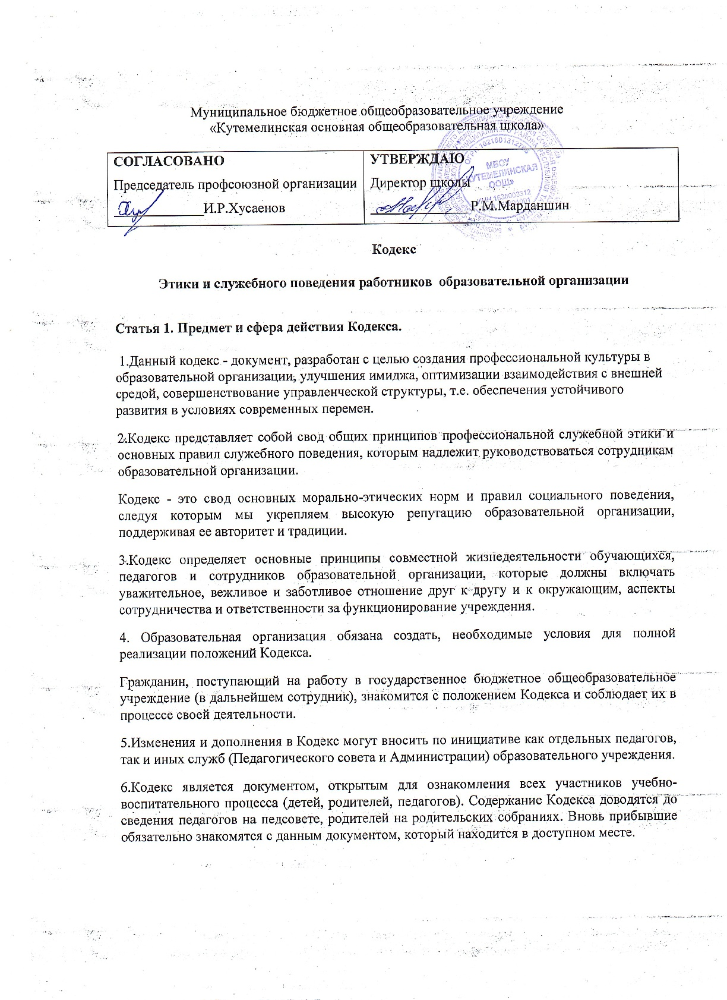 Муниципальное бюджетное общеобразовательное учреждение
«Кутемелинская основная общеобразовательная школа»
СОГЛАСОВАНО
Председатель профсоюзной организации
И.Р.Хусаенов
УТВЕРЖДАЮ
Директор школы
Р.М.Марданшин
МБОУ
КУТЕМЕЛИНСКАЯ
ООШ»
Кодекс
Этики и служебного поведения работников образовательной организации
Статья 1. Предмет и сфера действия Кодекса.
1.Данный кодекс - документ, разработан с целью создания профессиональной культуры в
образовательной организации, улучшения имиджа, оптимизации взаимодействия с внешней
средой, совершенствование управленческой структуры, т.е. обеспечения устойчивого
развития в условиях современных перемен.
2.Кодекс представляет собой свод общих принципов профессиональной служебной этики и
основных правил служебного поведения, которым надлежит руководствоваться сотрудникам
образовательной организации.
Кодекс - это свод основных морально-этических норм и правил социального поведения,
следуя которым мы укрепляем высокую репутацию образовательной организации,
поддерживая ее авторитет и традиции.
3.Кодекс определяет основные принципы совместной жизнедеятельности обучающихся,
педагогов и сотрудников образовательной организации, которые должны включать
уважительное, вежливое и заботливое отношение друг к другу и к окружающим, аспекты
сотрудничества и ответственности за функционирование учреждения.
4. Образовательная организация обязана создать, необходимые условия для полной
реализации положений Кодекса.
Гражданин, поступающий на работу в государственное бюджетное общеобразовательное
учреждение (в дальнейшем сотрудник), знакомится с положением Кодекса и соблюдает их в
процессе своей деятельности.
5.Изменения и дополнения в Кодекс могут вносить по инициативе как отдельных педагогов,
так и иных служб (Педагогического совета и Администрации) образовательного учреждения.
6.Кодекс является документом, открытым для ознакомления всех участников учебно-
воспитательного процесса (детей, родителей, педагогов). Содержание Кодекса доводятся до
сведения педагогов на педсовете, родителей на родительских собраниях. Вновь прибывшие
обязательно знакомятся с данным документом, который находится в доступном месте.